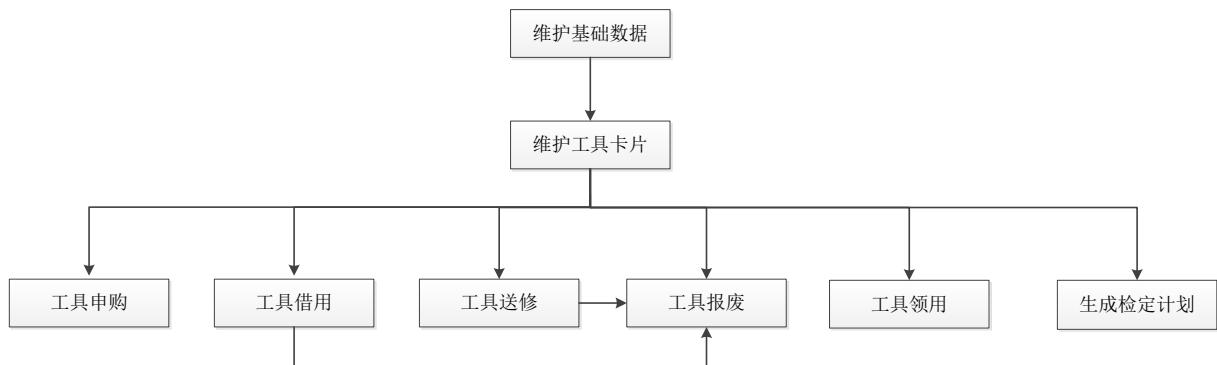 维护基础数据
维护工具卡片
工具申购
工具借用
工具送修
工具报废
工具领用
生成检定计划